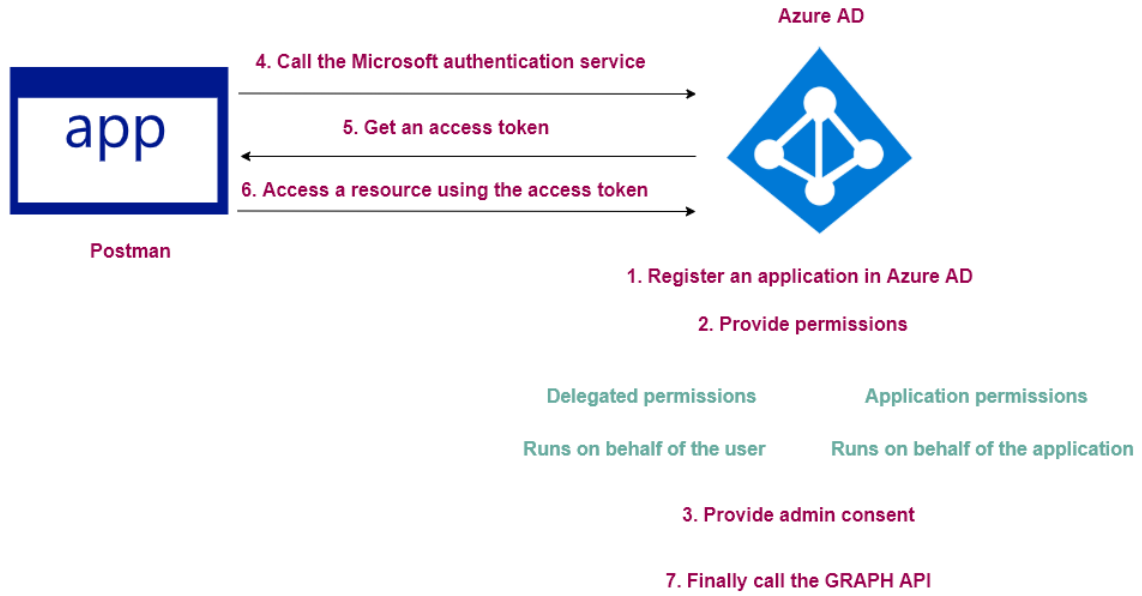 Azure AD
4. Call the Microsoft authentication service
app
5. Get an access token
6. Access a resource using the access token
Postman
1. Register an application in Azure AD
2. Provide permissions
Delegated permissions
Application permissions
Runs on behalf of the user
Runs on behalf of the application
3. Provide admin consent
7. Finally call the GRAPH API